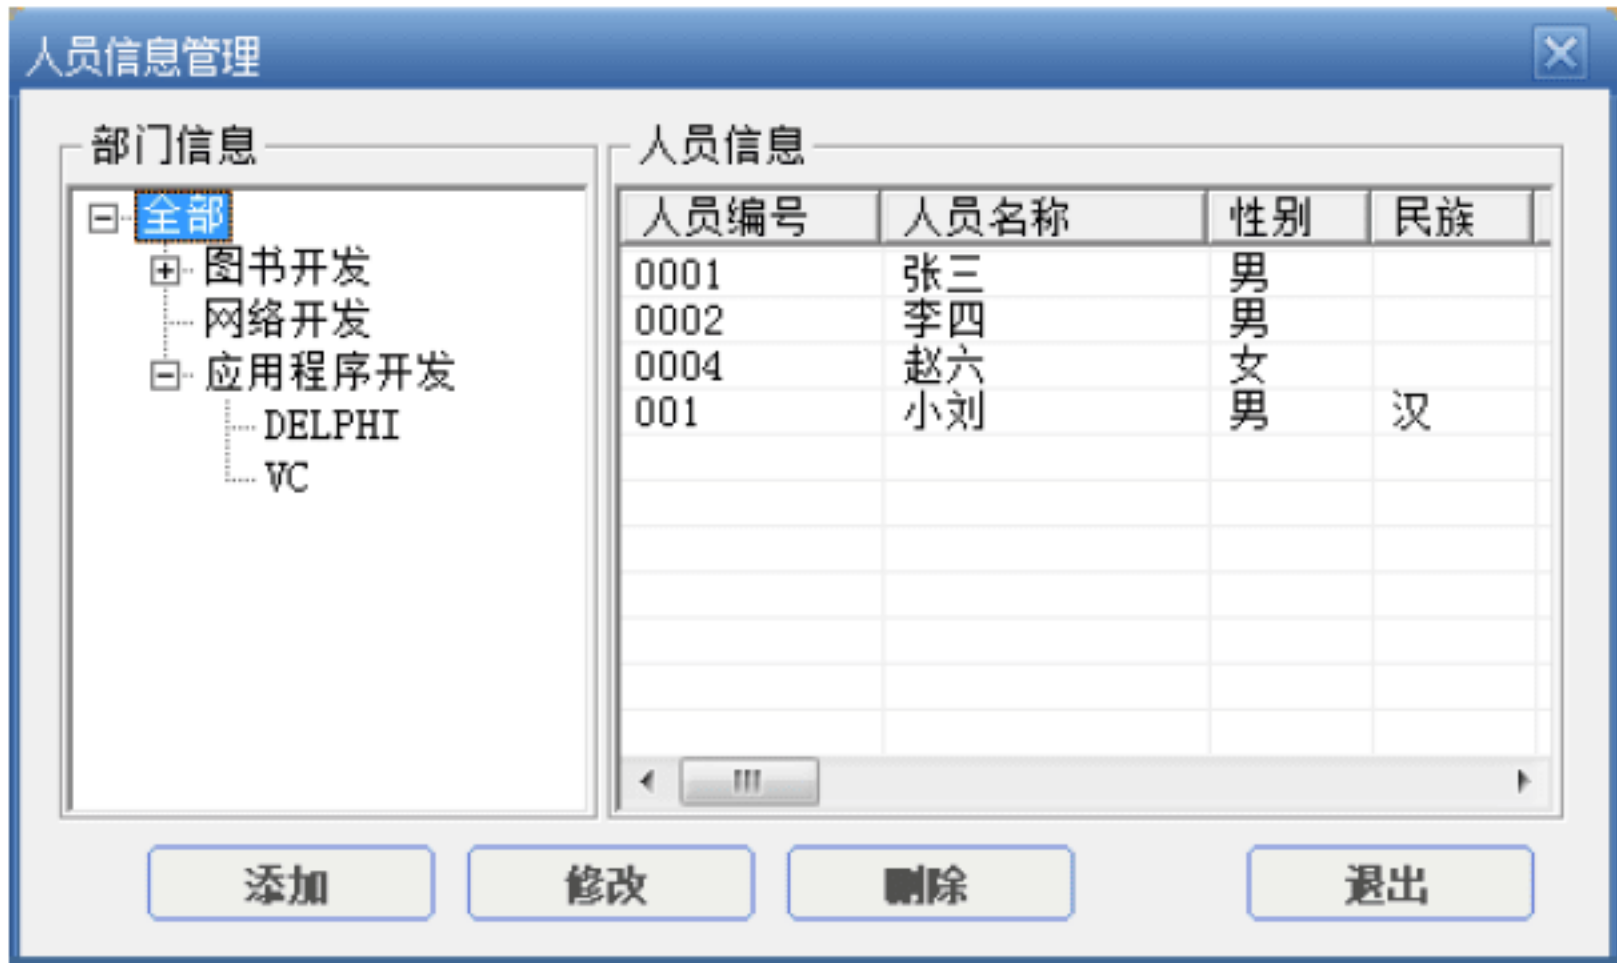 人员信息管理
部门信息
全部
图书开发
网络开发
应用程序开发
DELPHI
VC
人员信息
人员编号 人员名称 性别 民族
0001 张三 男
0002 李四 男
0004 赵六 女
001 小刘 男 汉
添加 修改 删除 退出